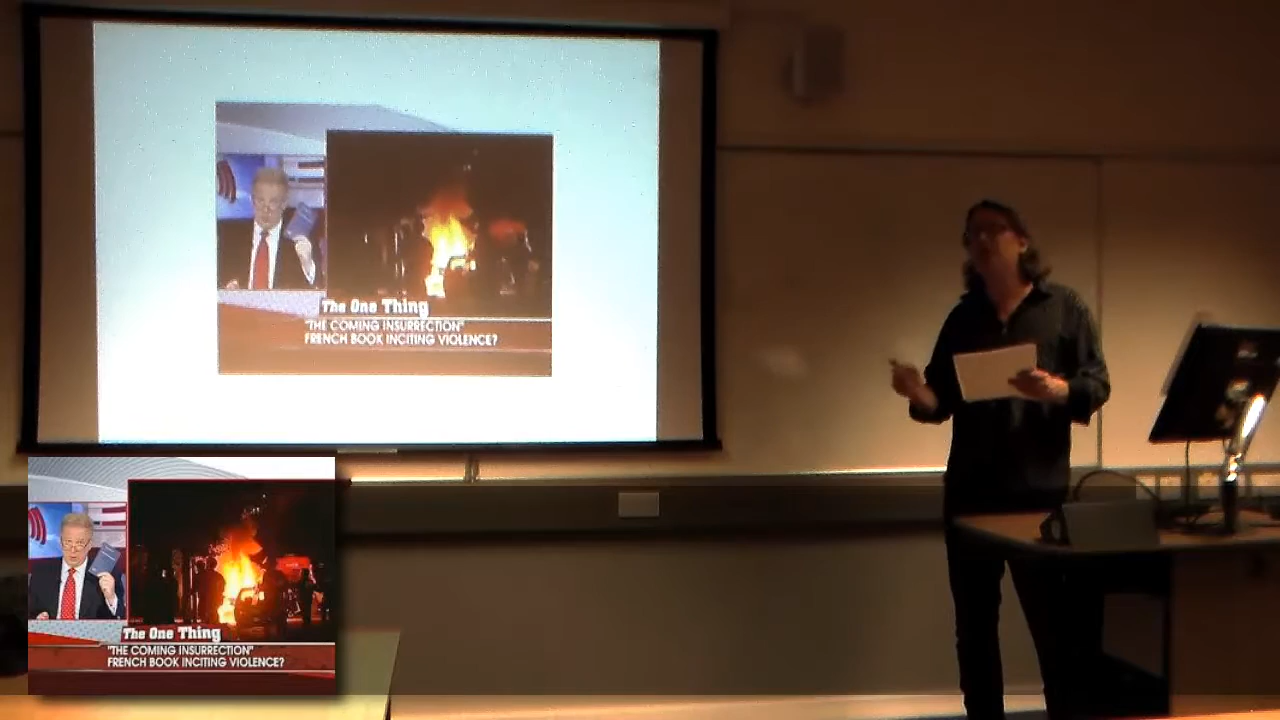 The One Thing
"THE COMING INSURRECTION"
FRENCH BOOK INCITING VIOLENCE?
The One Thing
"THE COMING INSURRECTION"
FRENCH BOOK INCITING VIOLENCE?